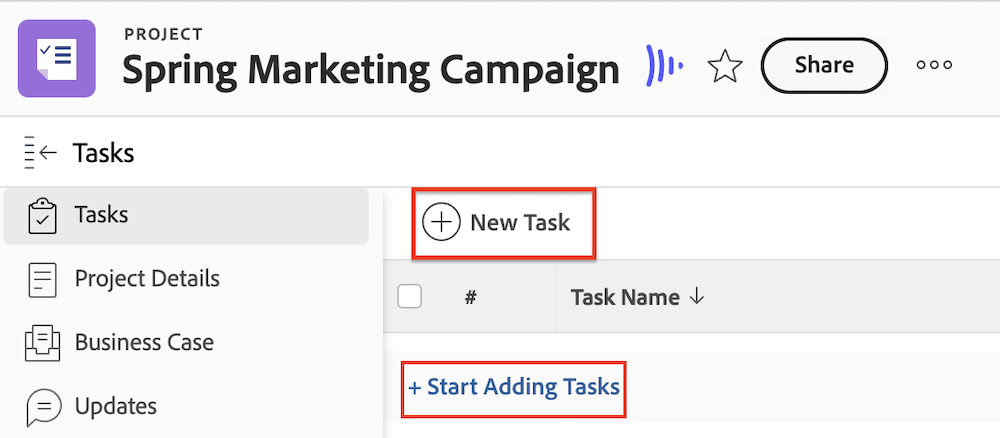 PROJECT
Spring Marketing Campaign
Share
Tasks
Tasks
Project Details
Business Case
Updates
New Task
# Task Name
+ Start Adding Tasks